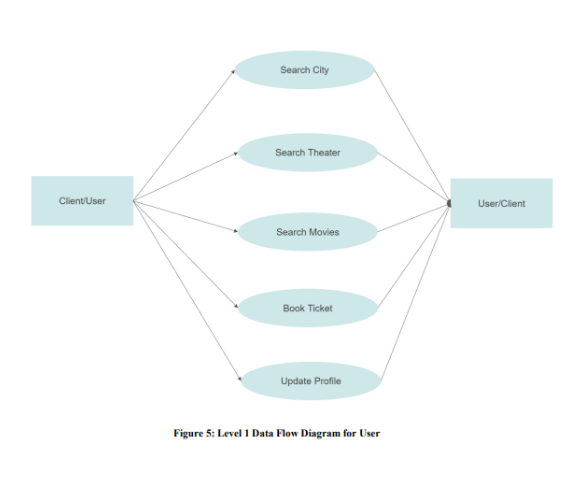 Search City
Search Theater
Client/User
User/Client
Search Movies
Book Ticket
Update Profile
Figure 5: Level 1 Data Flow Diagram for User